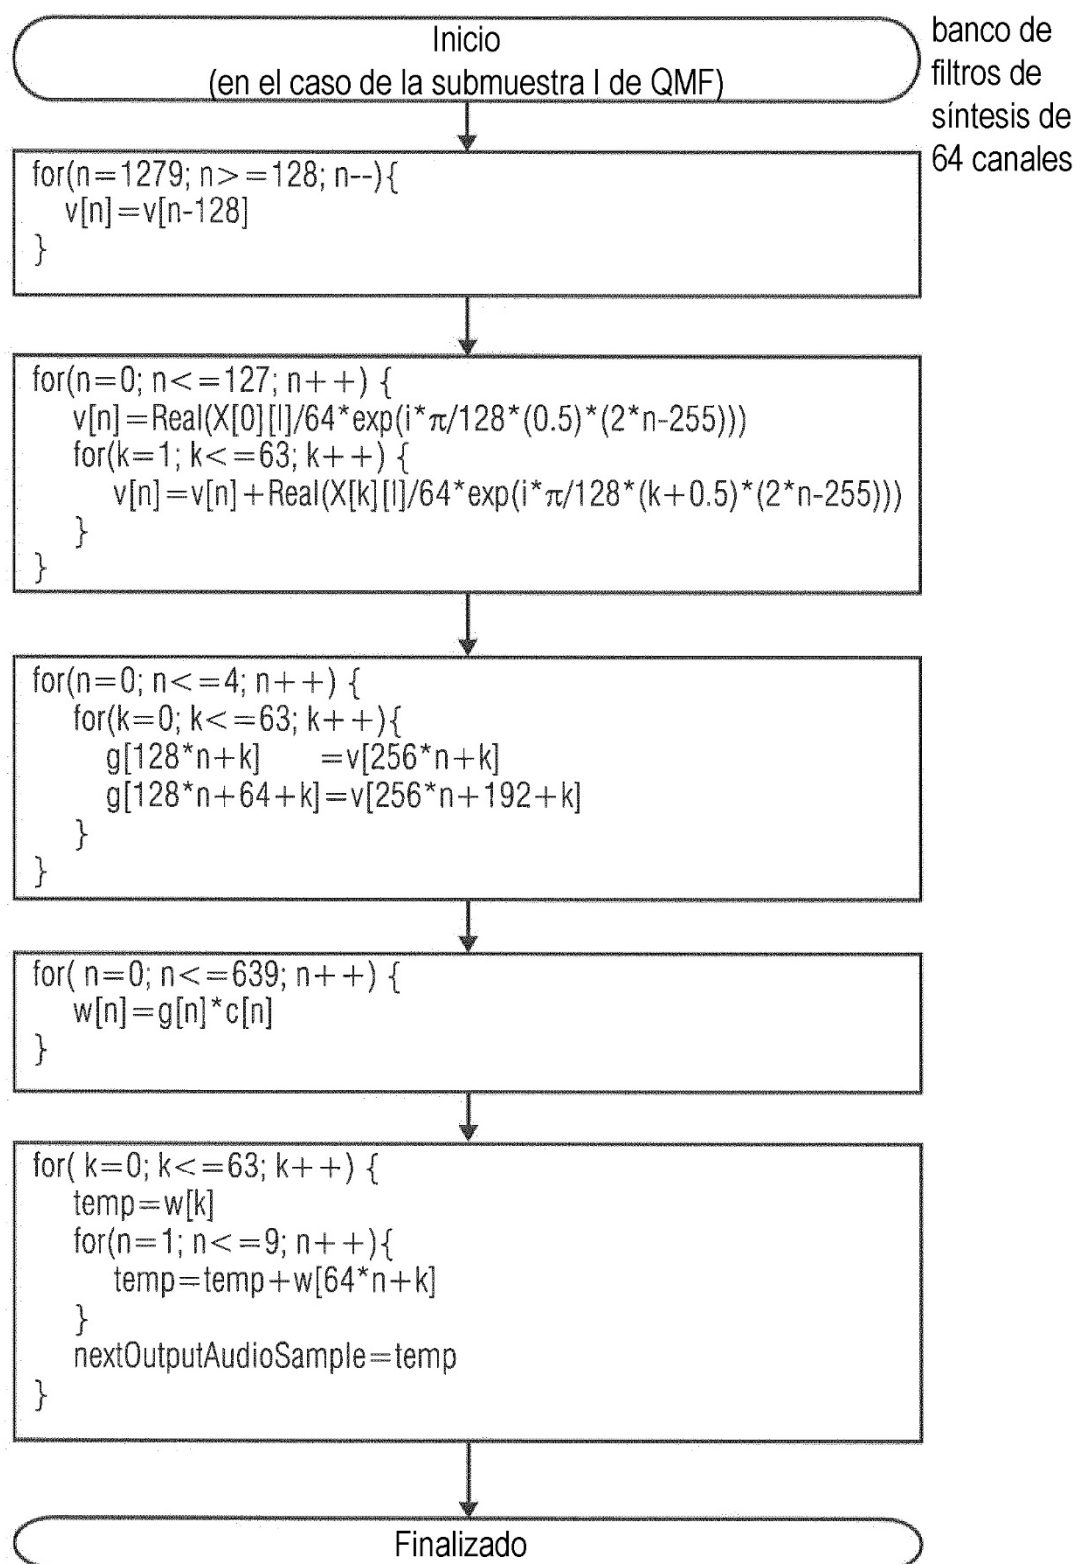 Inicio
(en el caso de la submuestra l de QMF)
banco de
filtros de
síntesis de
64 canales
for(n=1279; n>=128; n--){
v[n]=v[n-128]
}
for(n=0; n<=127; n++) {
v[n]=Real(X[0][l]/64*exp(i*π/128*(0.5)*(2*n-255)))
for(k=1; k<=63; k++) {
v[n]=v[n]+Real(X[k][l]/64*exp(i*π/128*(k+0.5)*(2*n-255)))
}
}
for(n=0; n<=4; n++) {
for(k=0; k<=63; k++){
g[128*n+k] =v[256*n+k]
g[128*n+64+k]=v[256*n+192+k]
}
}
for( n=0; n<=639; n++) {
w[n]=g[n]*c[n]
}
for( k=0; k<=63; k++) {
temp=w[k]
for(n=1; n<=9; n++){
temp=temp+w[64*n+k]
}
nextOutputAudioSample=temp
}
Finalizado